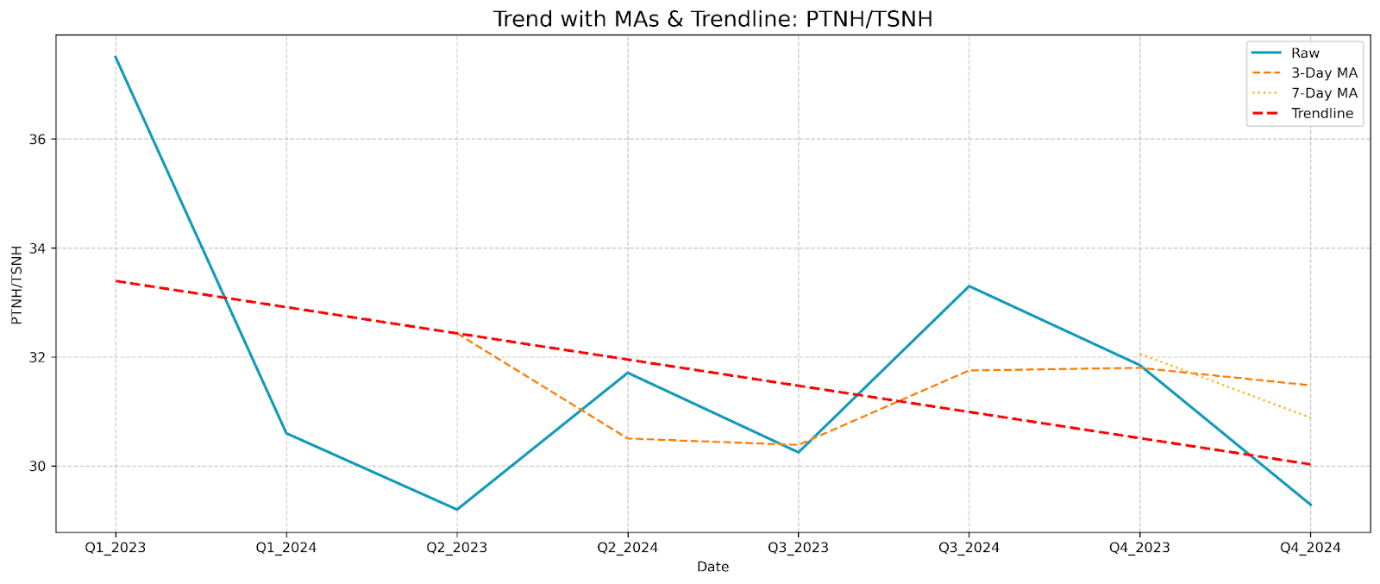 Trend with MAs & Trendline: PTNH/TSNH
Raw
3-Day MA
7-Day MA
Trendline
PTNH/TSNH
36
34
32
30
Q1_2023 Q1_2024 Q2_2023 Q2_2024 Q3_2023 Q3_2024 Q4_2023 Q4_2024
Date